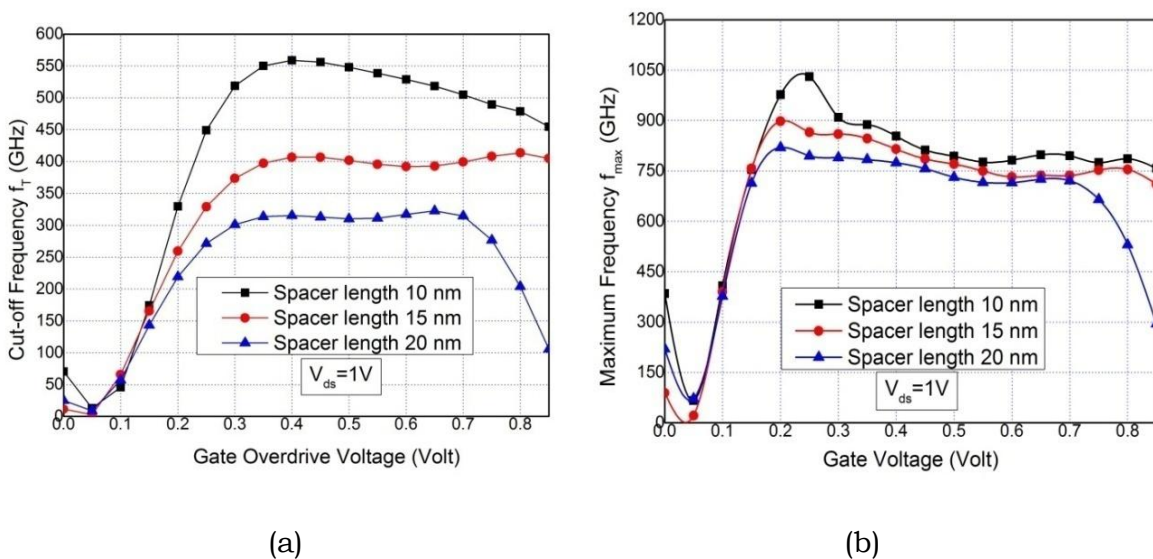 600
550
500
450
400
350
300
250
200
150
100
50
0
0.0 0.1 0.2 0.3 0.4 0.5 0.6 0.7 0.8
Cut-off Frequency f_T (GHz)
Spacer length 10 nm
Spacer length 15 nm
Spacer length 20 nm
V_ds=1V
Gate Overdrive Voltage (Volt)
(a)
1200
1050
900
750
600
450
300
150
0
0.0 0.1 0.2 0.3 0.4 0.5 0.6 0.7 0.8
Maximum Frequency f_max (GHz)
Spacer length 10 nm
Spacer length 15 nm
Spacer length 20 nm
V_ds=1V
Gate Voltage (Volt)
(b)